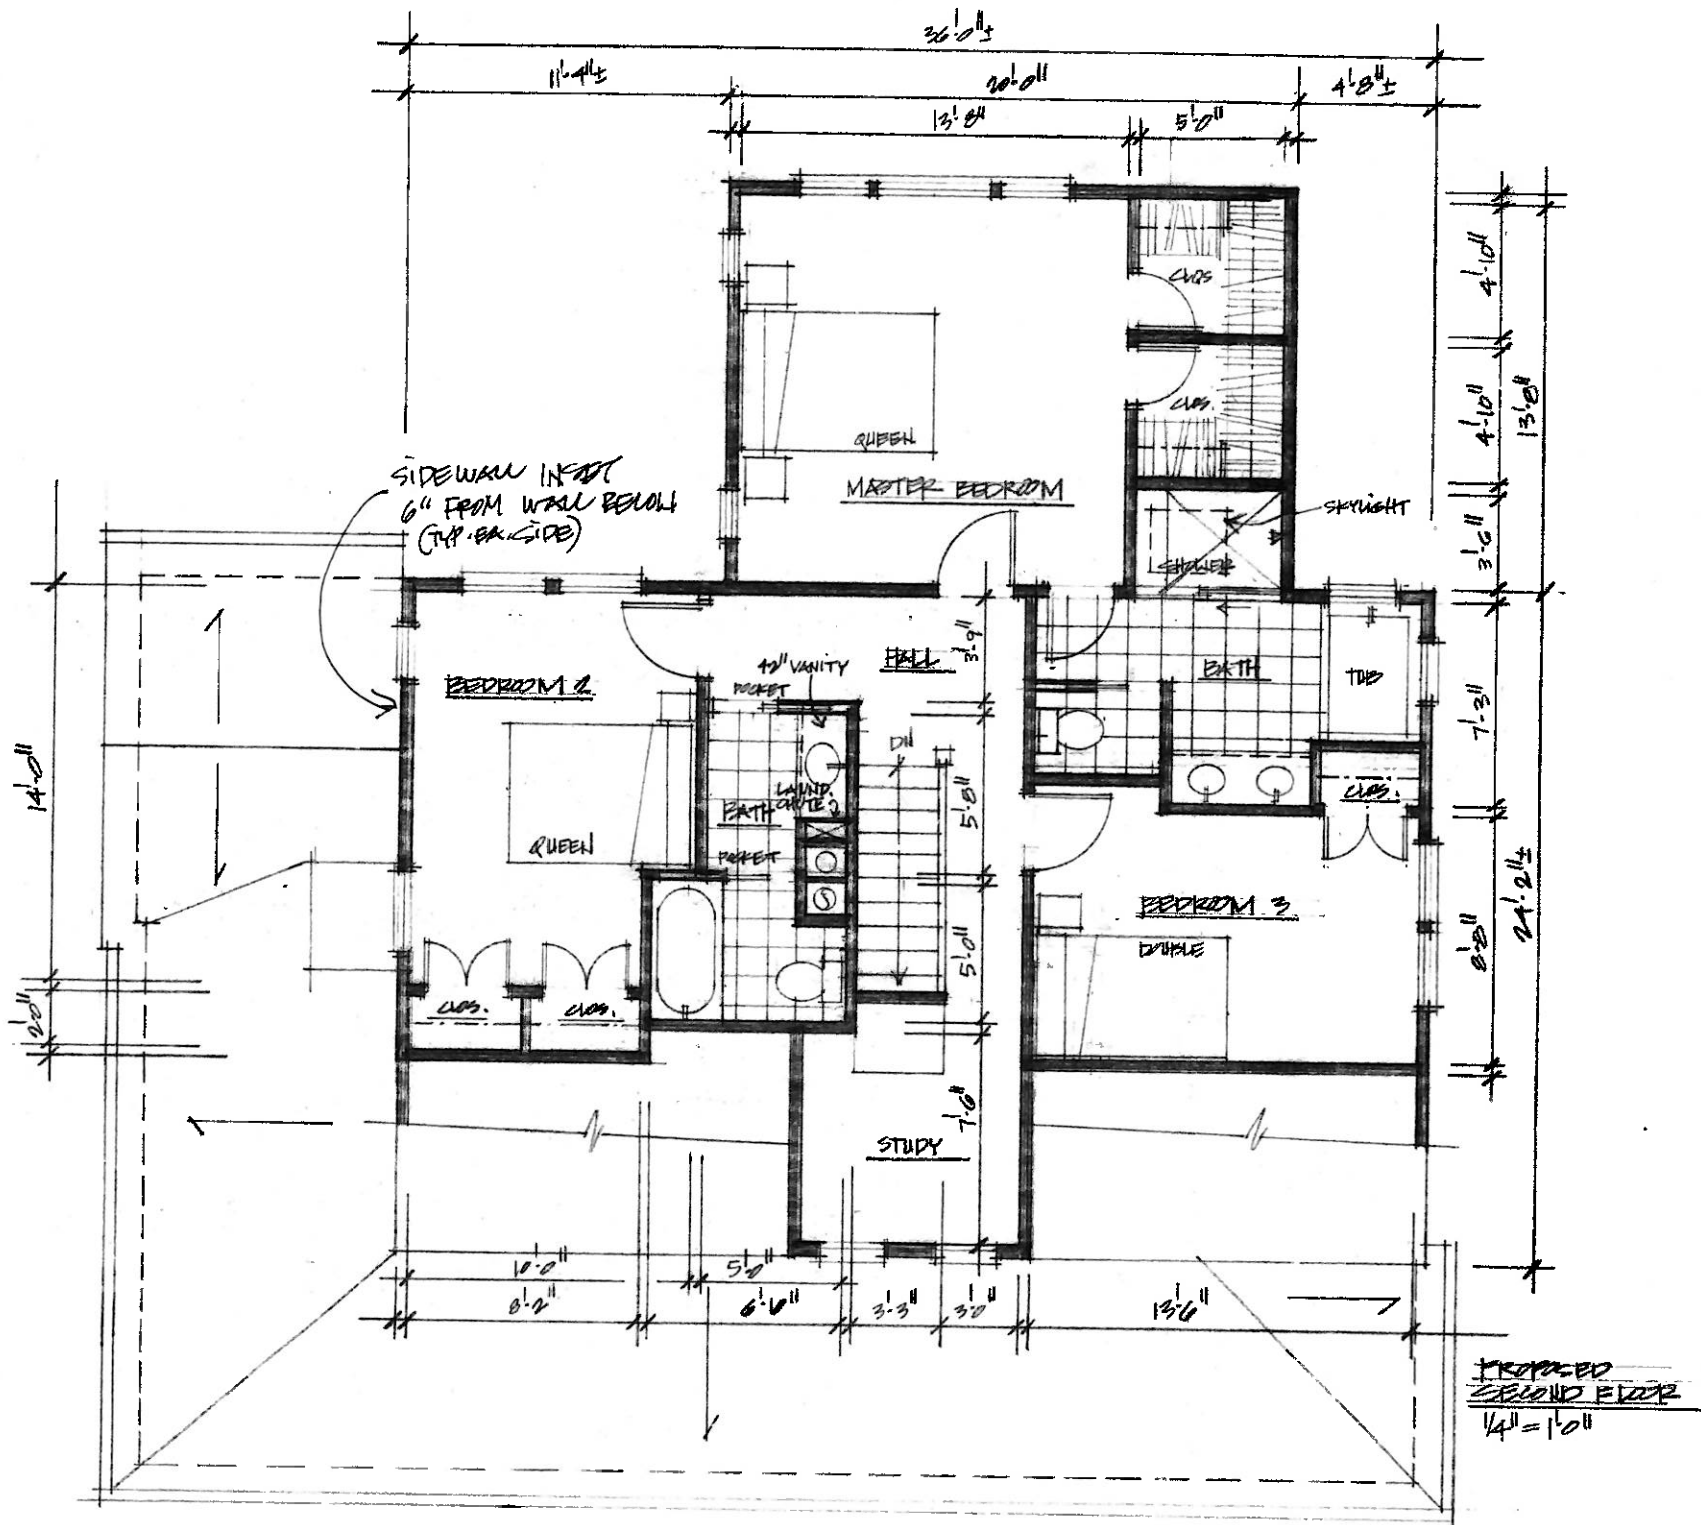 36'-0"±
11'-4"±
20'-0"
4'-8"±
13'-8"
5'-0"
CLOS
4'-10"
CLOS.
4'-10"
13'-8"
QUEEN
MASTER BEDROOM
SIDEWALL INSET
6" FROM WALL BELOW
(TYP. EA. SIDE)
SKYLIGHT
SHOWER
3'-6"
HALL
3'-9"
42" VANITY
POCKET
BEDROOM 2
BATH
TUB
7'-3"
DN
14'-0"
LAUND.
CHUTE
BATH
5'-8"
CLOS.
QUEEN
POCKET
BEDROOM 3
DOUBLE
24'-2"±
8'-8"
5'-0"
CLOS.
CLOS.
2'-0"
7'-6"
STUDY
10'-0"
5'-0"
8'-2"
6'-6"
3'-3"
3'-0"
13'-6"
PROPOSED
SECOND FLOOR
1/4" = 1'-0"